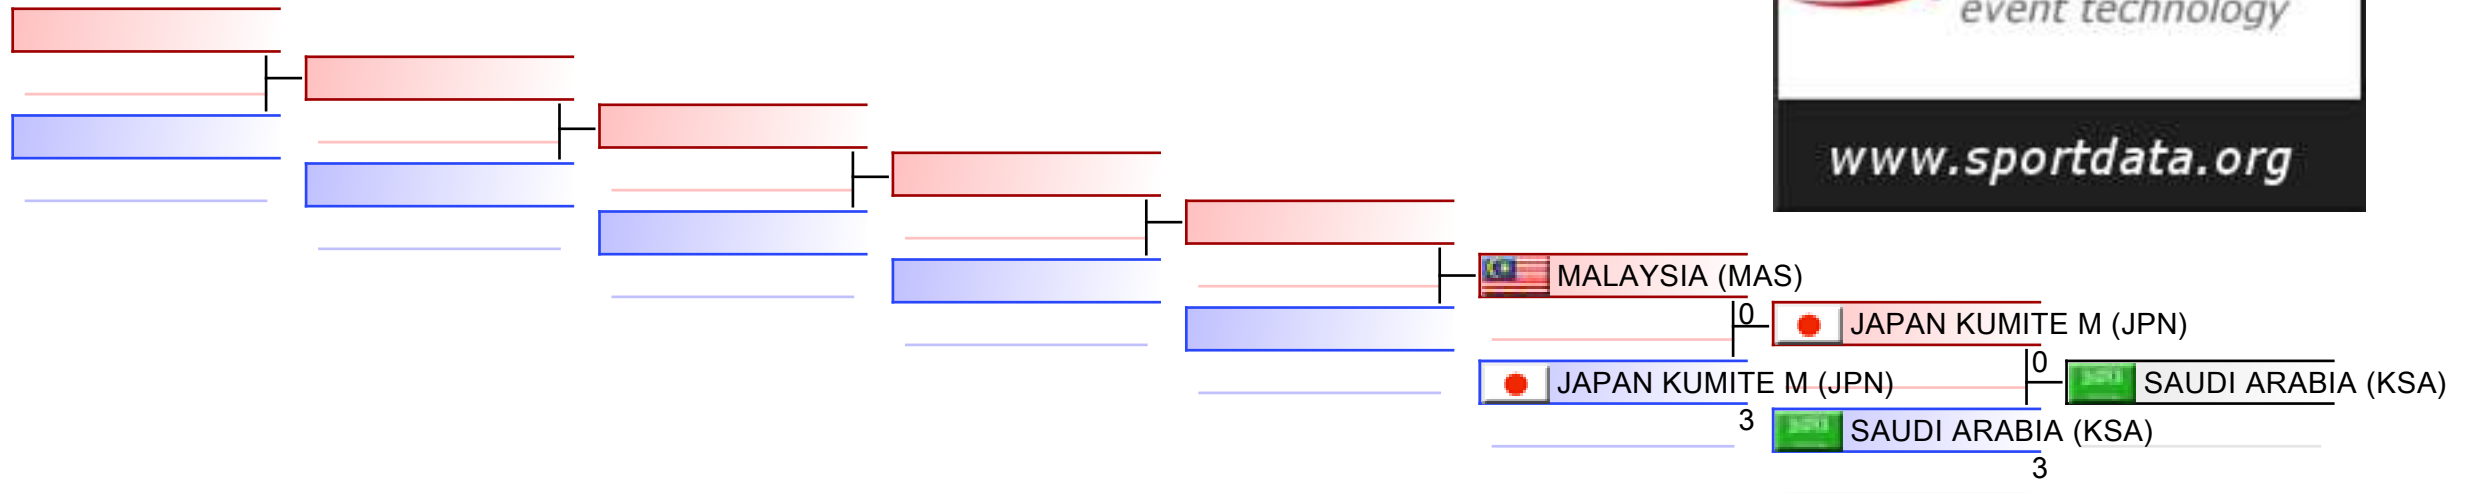 event technology
www.sportdata.org
MALAYSIA (MAS)
0
JAPAN KUMITE M (JPN)
0
JAPAN KUMITE M (JPN)
SAUDI ARABIA (KSA)
3
SAUDI ARABIA (KSA)
3